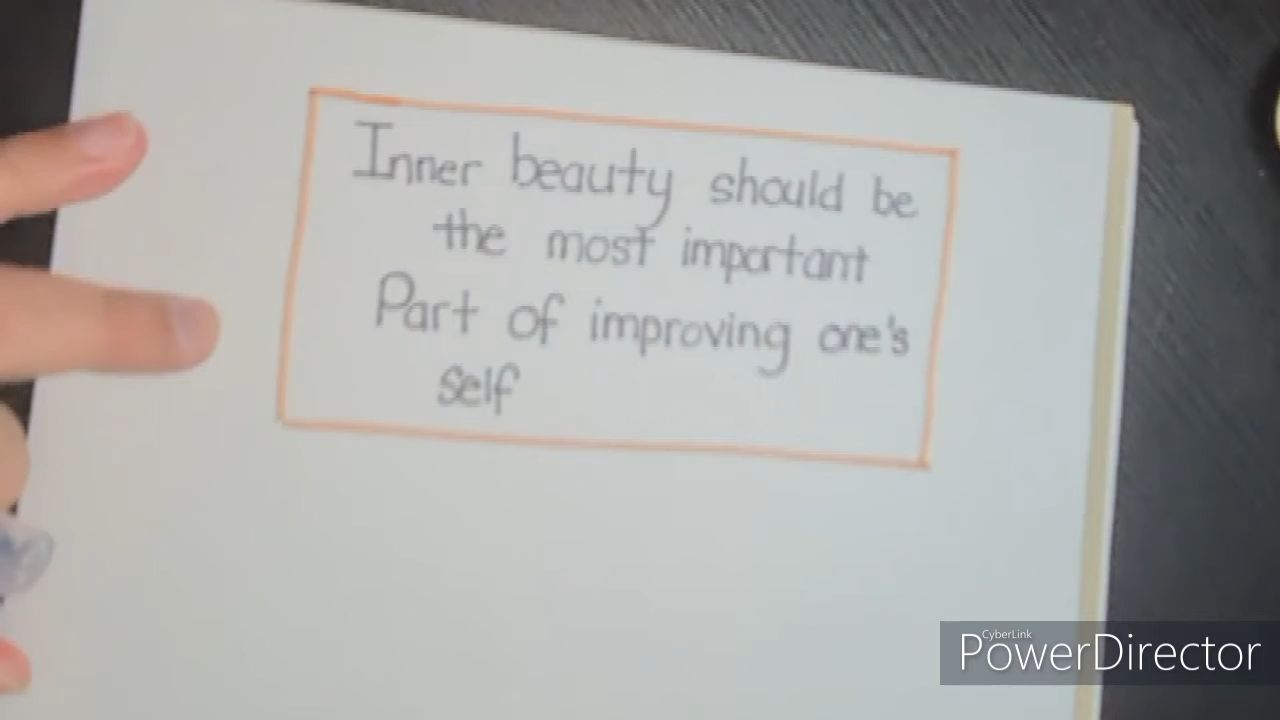 Inner beauty should be
the most important
Part of improving one's
self
CyberLink
PowerDirector